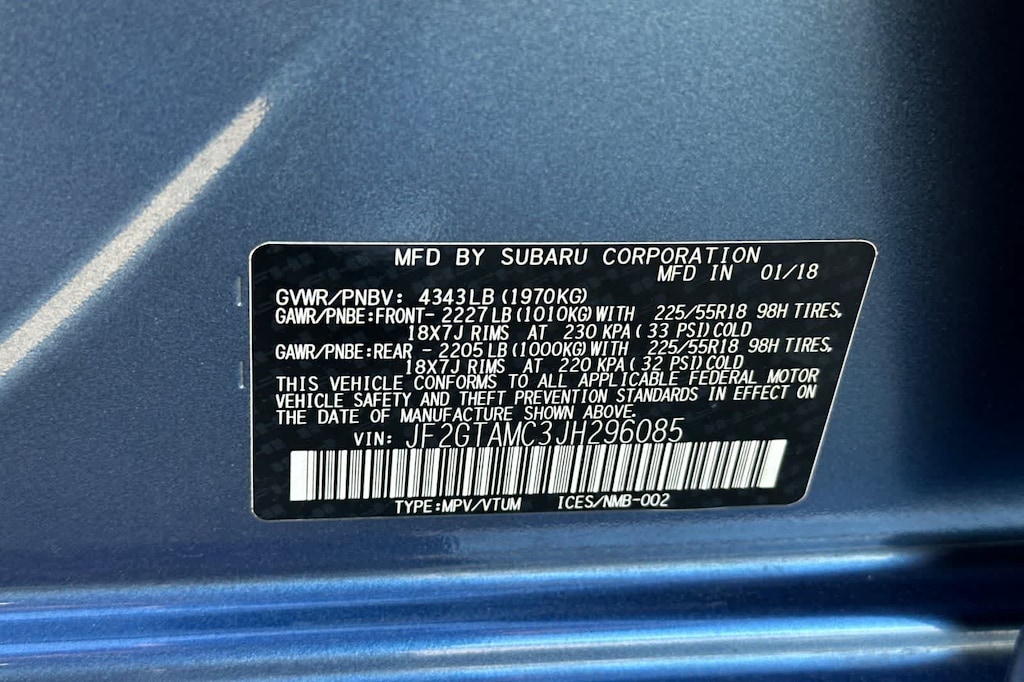 MFD BY SUBARU CORPORATION
MFD IN 01/18
GVWR/PNBV: 4343LB(1970KG)
GAWR/PNBE:FRONT- 2227LB(1010KG)WITH 225/55R18 98H TIRES,
18X7J RIMS AT 230 KPA( 33 PSI)COLD
GAWR/PNBE:REAR - 2205LB(1000KG)WITH 225/55R18 98H TIRES,
18X7J RIMS AT 220 KPA( 32 PSI)COLD
THIS VEHICLE CONFORMS TO ALL APPLICABLE FEDERAL MOTOR
VEHICLE SAFETY AND THEFT PREVENTION STANDARDS IN EFFECT ON
THE DATE OF MANUFACTURE SHOWN ABOVE.
VIN: JF2GTAMC3JH296085
TYPE:MPV/VTUM ICES/NMB-002